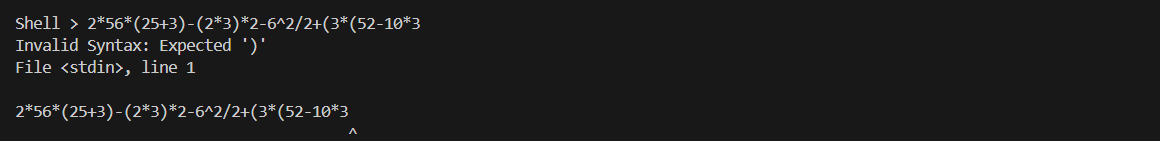 Shell > 2*56*(25+3)-(2*3)*2-6^2/2+(3*(52-10*3
Invalid Syntax: Expected ')'
File <stdin>, line 1
2*56*(25+3)-(2*3)*2-6^2/2+(3*(52-10*3
^